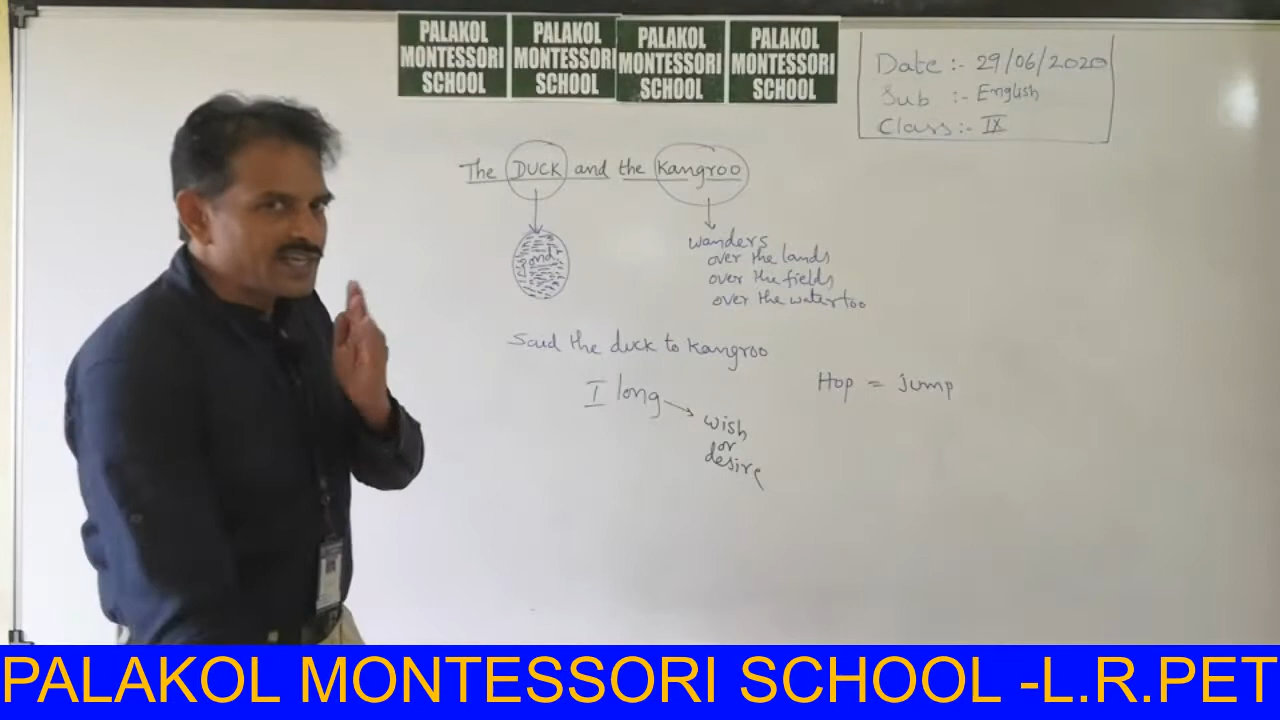 PALAKOL MONTESSORI SCHOOL
PALAKOL MONTESSORI SCHOOL
PALAKOL MONTESSORI SCHOOL
PALAKOL MONTESSORI SCHOOL
Date :- 29/06/2020
Sub :- English
Class :- IX
The DUCK and the Kangroo
Pond
wanders
over the lands
over the fields
over the water too
Said the duck to Kangroo
I long
Hop = jump
wish
or
desire
PALAKOL MONTESSORI SCHOOL -L.R.PET